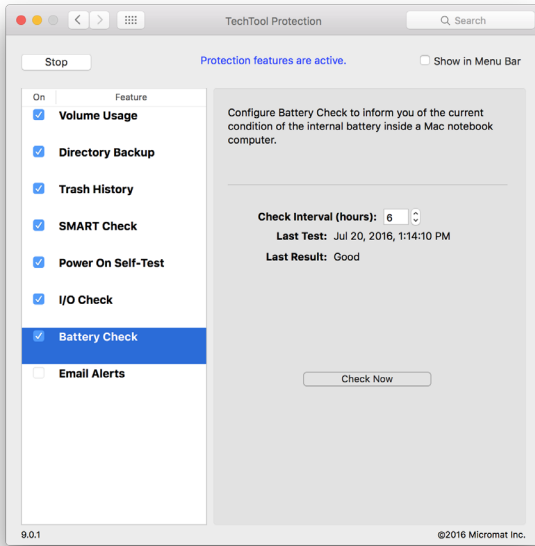 TechTool Protection
Search
Stop
Protection features are active.
Show in Menu Bar
On Feature
Volume Usage
Directory Backup
Trash History
SMART Check
Power On Self-Test
I/O Check
Battery Check
Email Alerts
Configure Battery Check to inform you of the current
condition of the internal battery inside a Mac notebook
computer.
Check Interval (hours): 6
Last Test: Jul 20, 2016, 1:14:10 PM
Last Result: Good
Check Now
9.0.1
©2016 Micromat Inc.